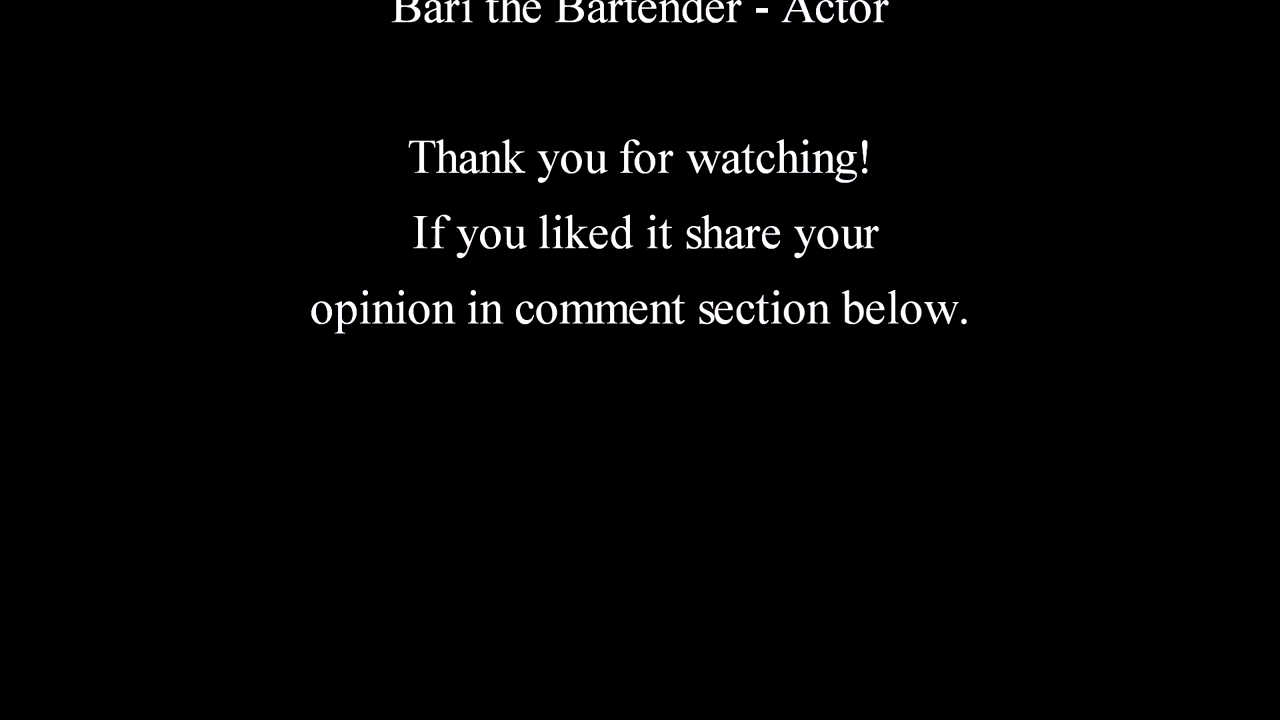 Bari the Bartender - Actor
Thank you for watching!
If you liked it share your
opinion in comment section below.